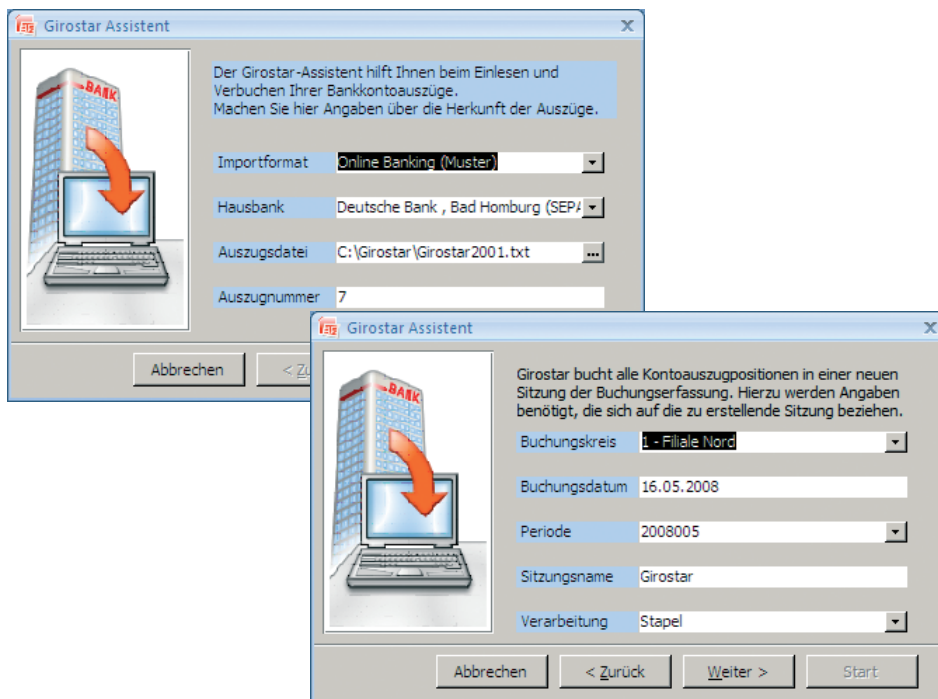 Girostar Assistent
BANK
Der Girostar-Assistent hilft Ihnen beim Einlesen und
Verbuchen Ihrer Bankkontoauszüge.
Machen Sie hier Angaben über die Herkunft der Auszüge.
Importformat Online Banking (Muster)
Hausbank Deutsche Bank , Bad Homburg (SEPA
Auszugsdatei C:\Girostar\Girostar2001.txt ...
Auszugnummer 7
Abbrechen < Zu
Girostar Assistent
BANK
Girostar bucht alle Kontoauszugpositionen in einer neuen
Sitzung der Buchungserfassung. Hierzu werden Angaben
benötigt, die sich auf die zu erstellende Sitzung beziehen.
Buchungskreis 1 - Filiale Nord
Buchungsdatum 16.05.2008
Periode 2008005
Sitzungsname Girostar
Verarbeitung Stapel
Abbrechen < Zurück Weiter > Start